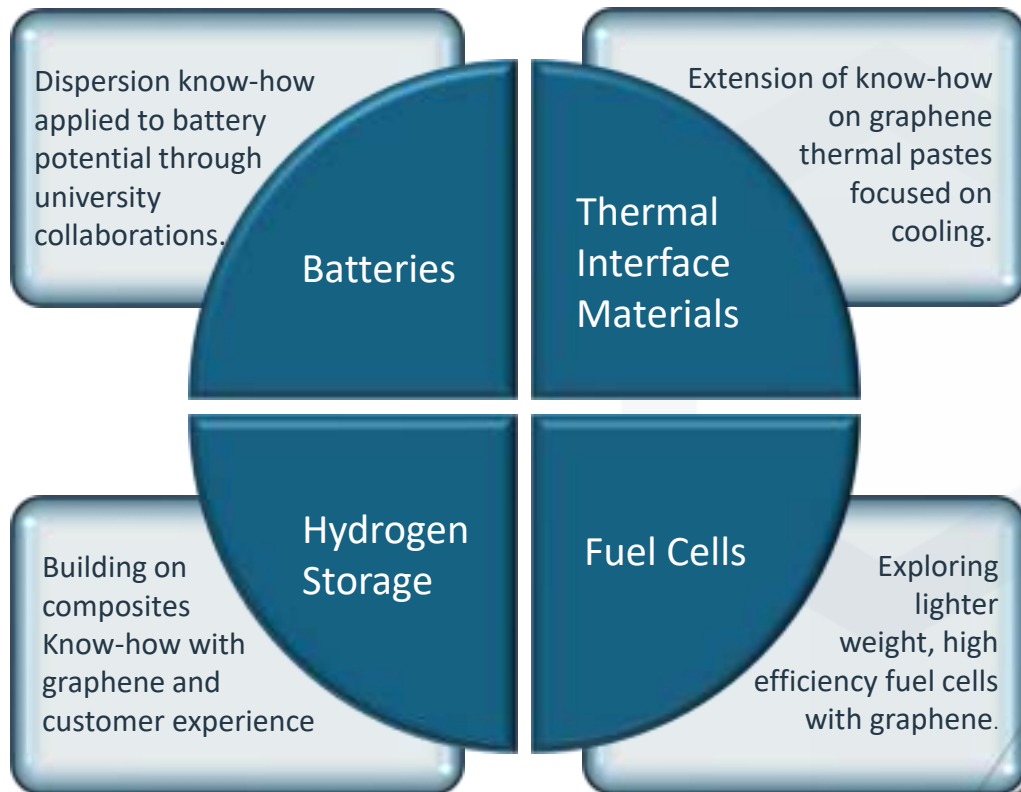 Dispersion know-how
applied to battery
potential through
university
collaborations.
Batteries
Extension of know-how
on graphene
thermal pastes
focused on
cooling.
Thermal
Interface
Materials
Building on
composites
Know-how with
graphene and
customer experience
Hydrogen
Storage
Fuel Cells
Exploring
lighter
weight, high
efficiency fuel cells
with graphene.